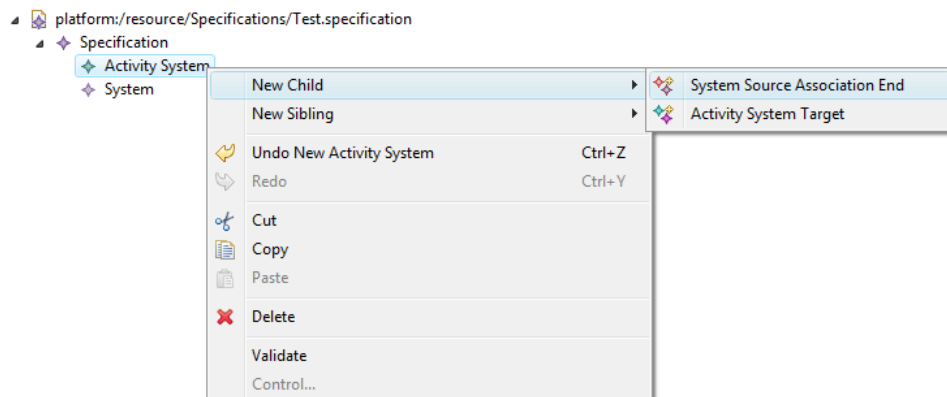 platform:/resource/Specifications/Test.specification
Specification
Activity System
System
New Child
System Source Association End
New Sibling
Activity System Target
Undo New Activity System Ctrl+Z
Redo Ctrl+Y
Cut
Copy
Paste
Delete
Validate
Control...